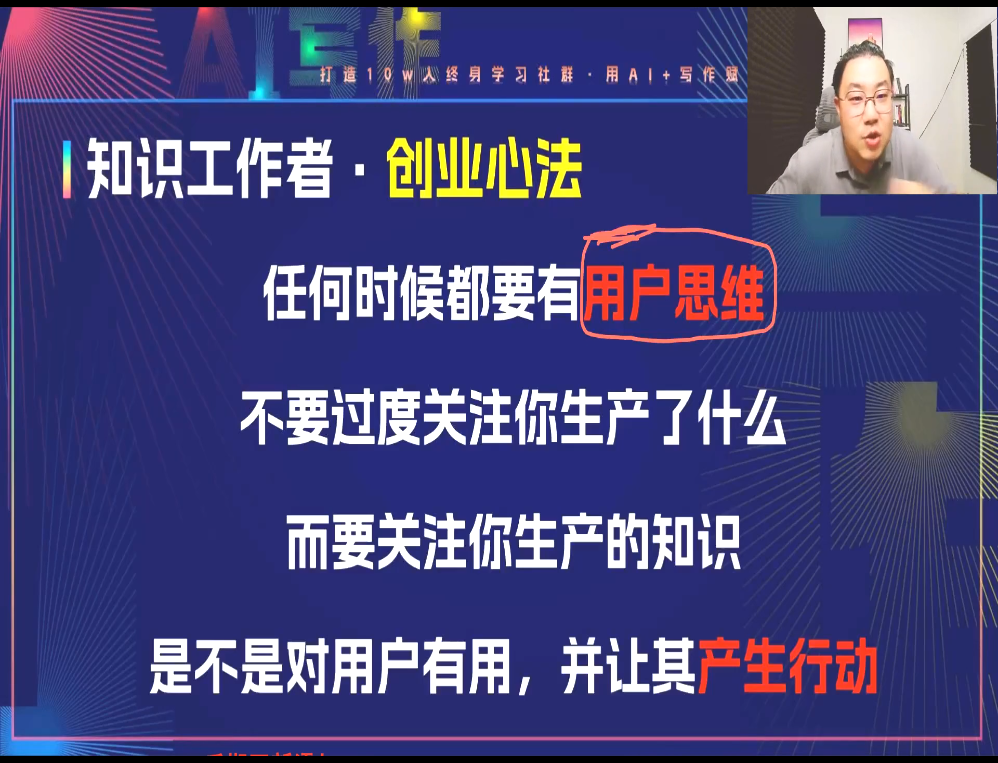 AI写作
打造10w人终身学习社群·用AI+写作赋
知识工作者·创业心法
任何时候都要有用户思维
不要过度关注你生产了什么
而要关注你生产的知识
是不是对用户有用，并让其产生行动